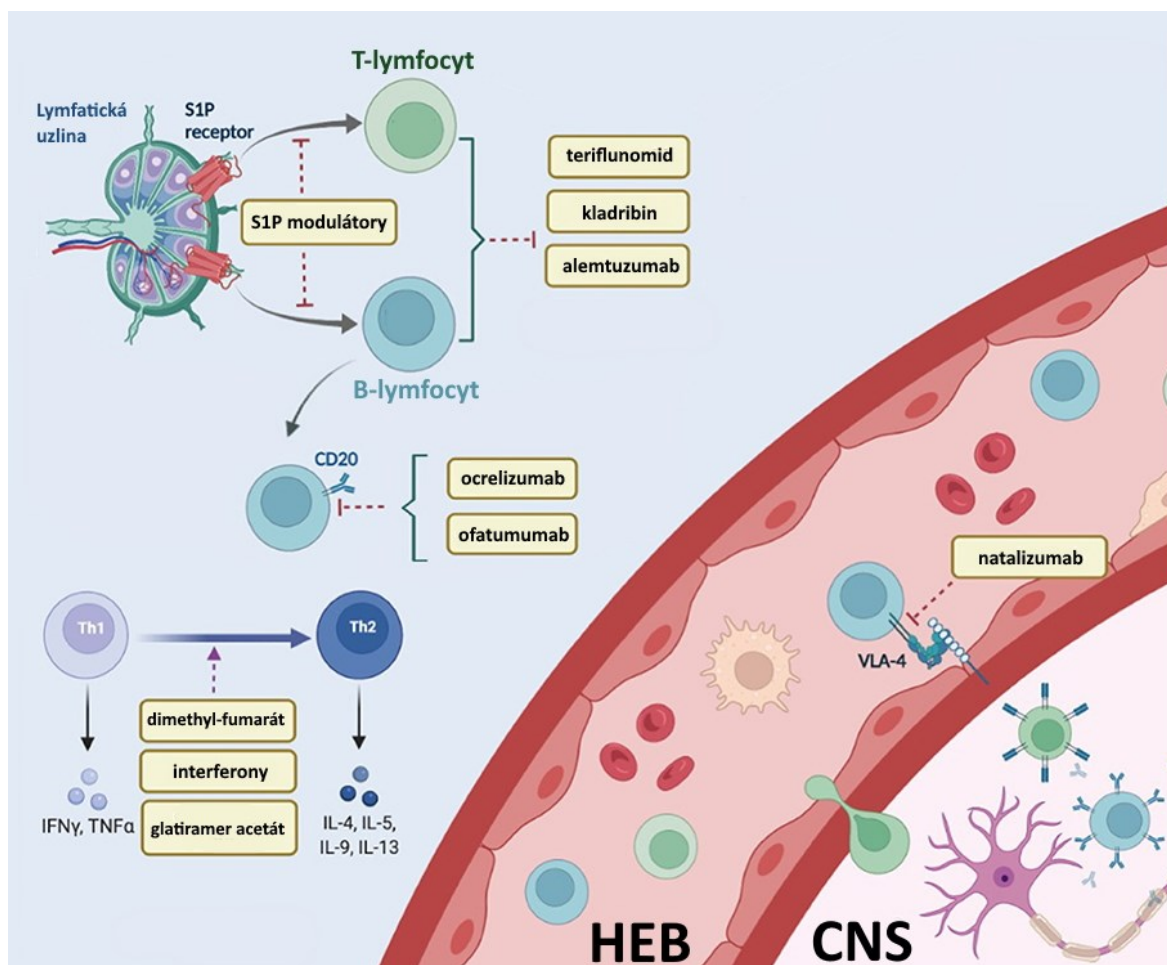 T-lymfocyt
Lymfatická
uzlina
S1P
receptor
S1P modulátory
teriflunomid
kladribin
alemtuzumab
B-lymfocyt
CD20
ocrelizumab
ofatumumab
natalizumab
VLA-4
Th1
Th2
dimethyl-fumarát
interferony
glatiramer acetát
IFNγ, TNFα
IL-4, IL-5,
IL-9, IL-13
HEB
CNS